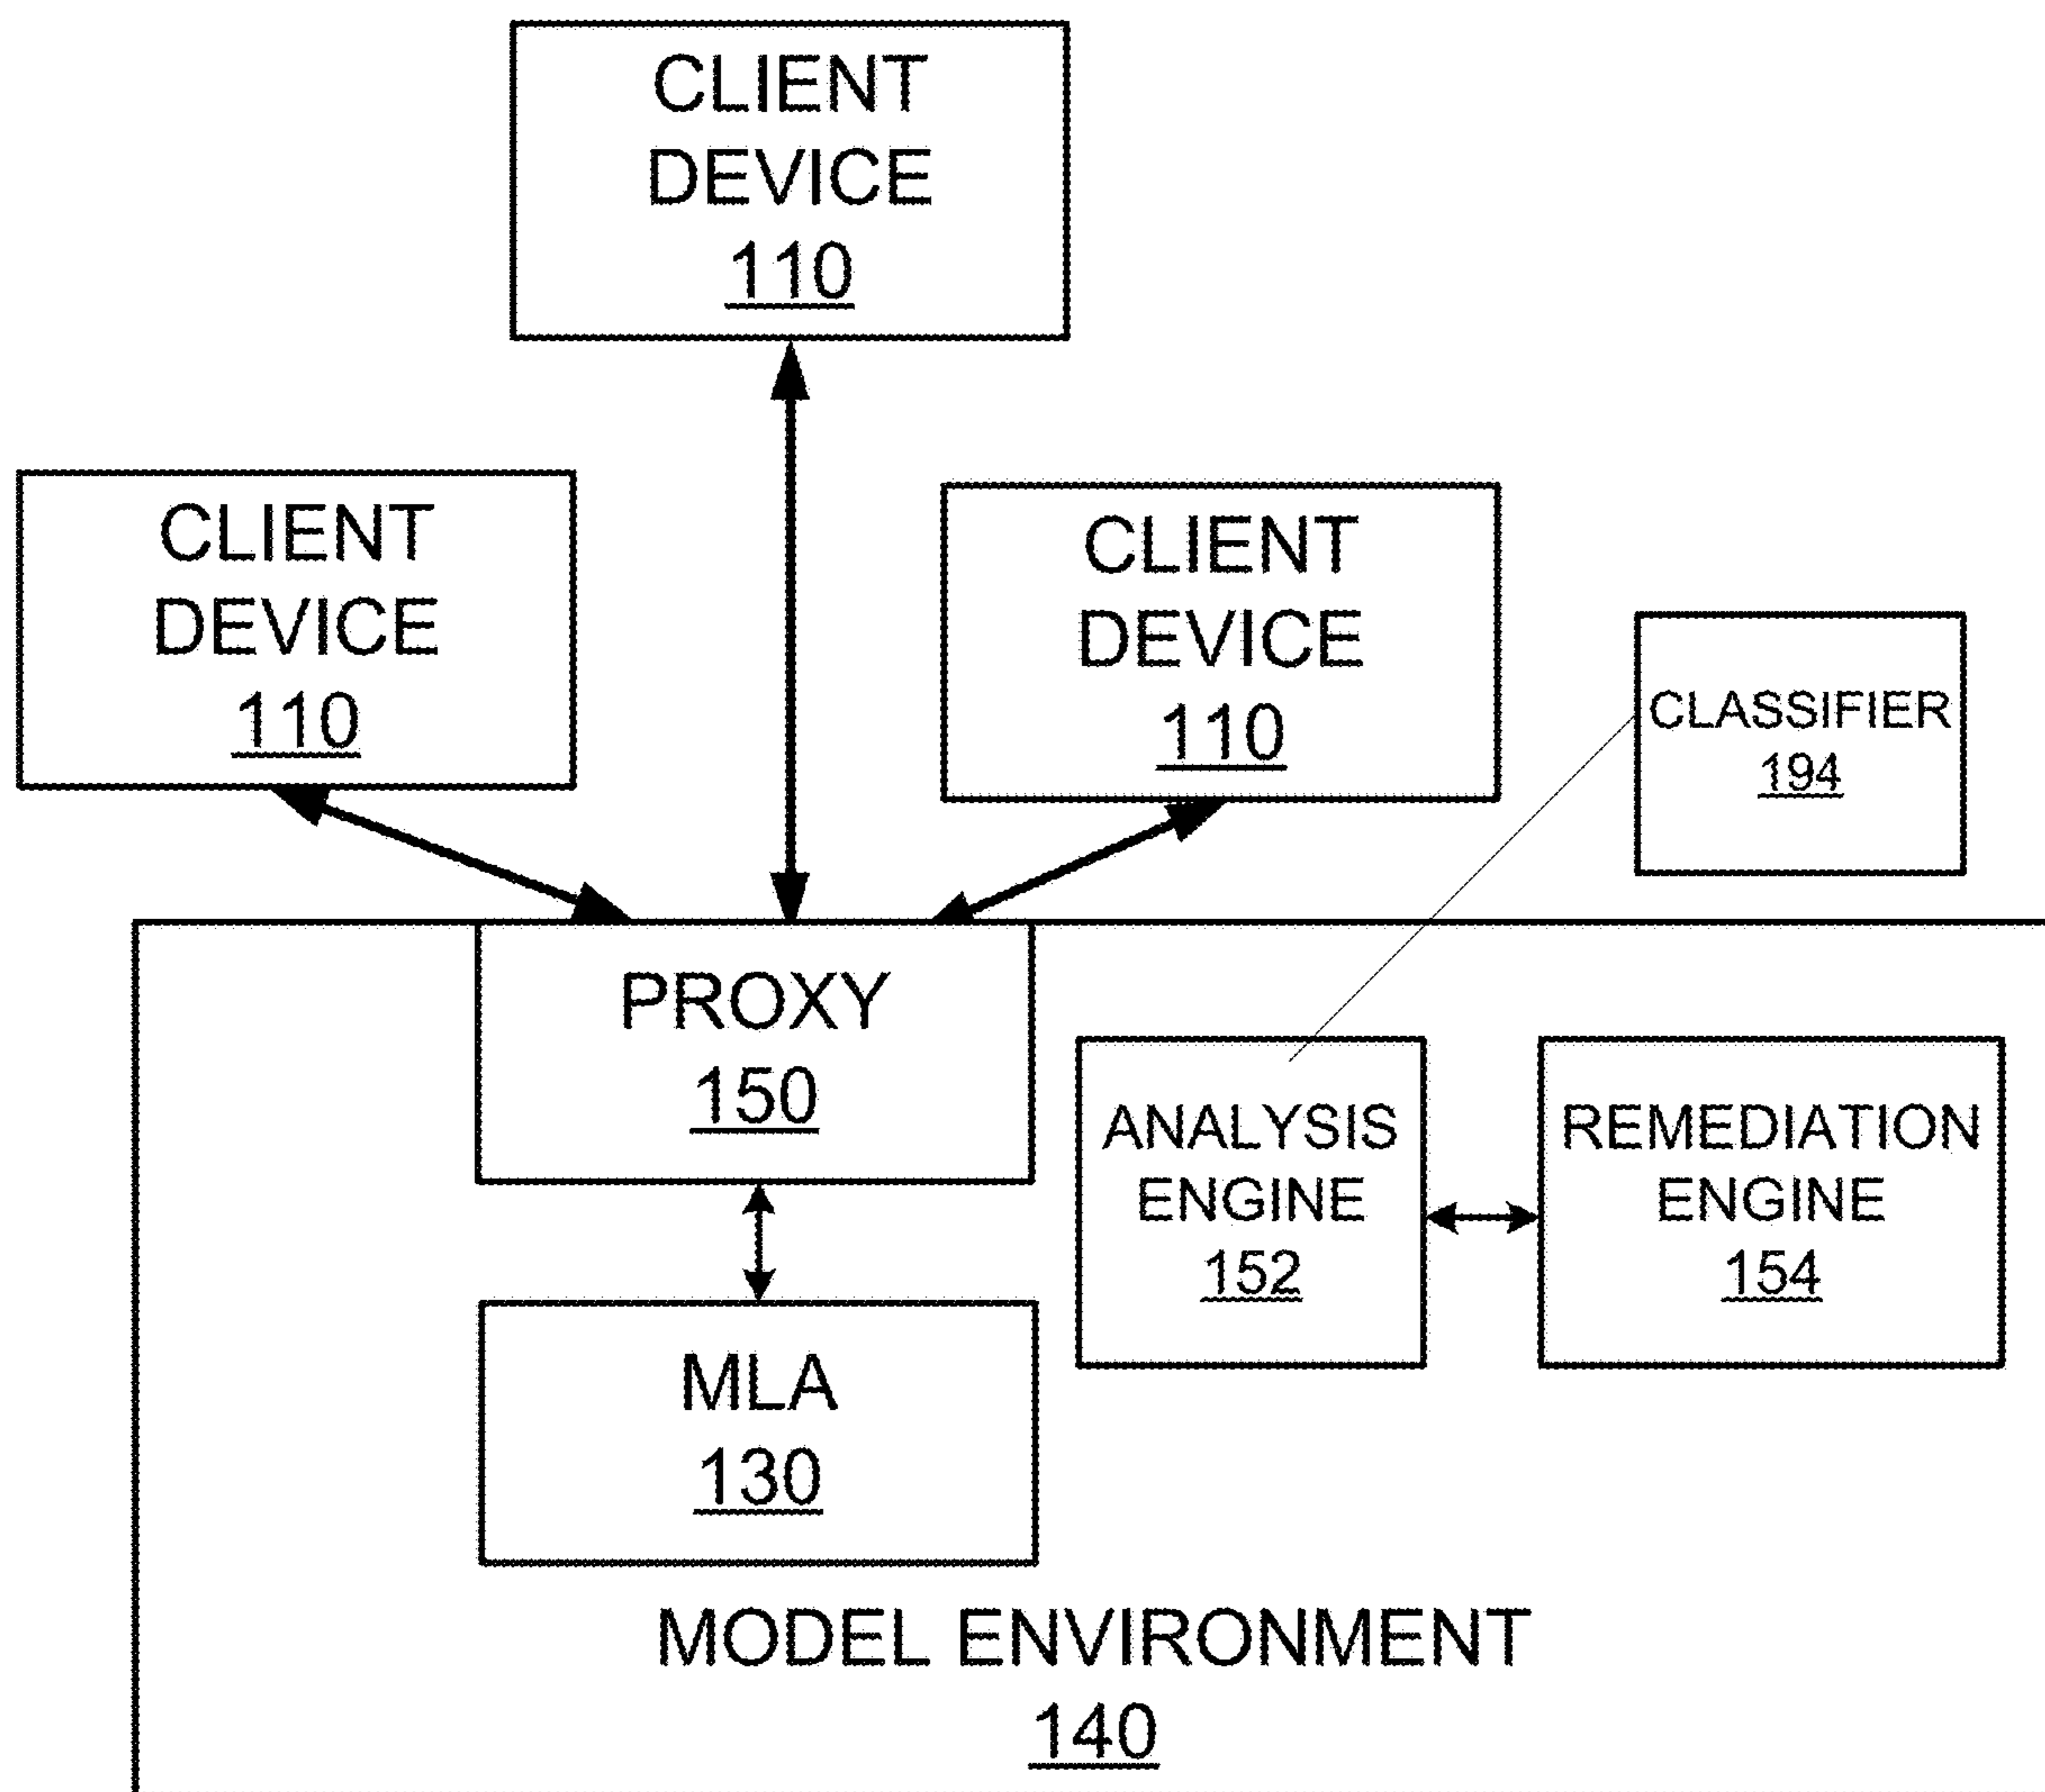 CLIENT
DEVICE
110
CLIENT
DEVICE
110
CLIENT
DEVICE
110
CLASSIFIER
194
PROXY
150
ANALYSIS
ENGINE
152
REMEDIATION
ENGINE
154
MLA
130
MODEL ENVIRONMENT
140